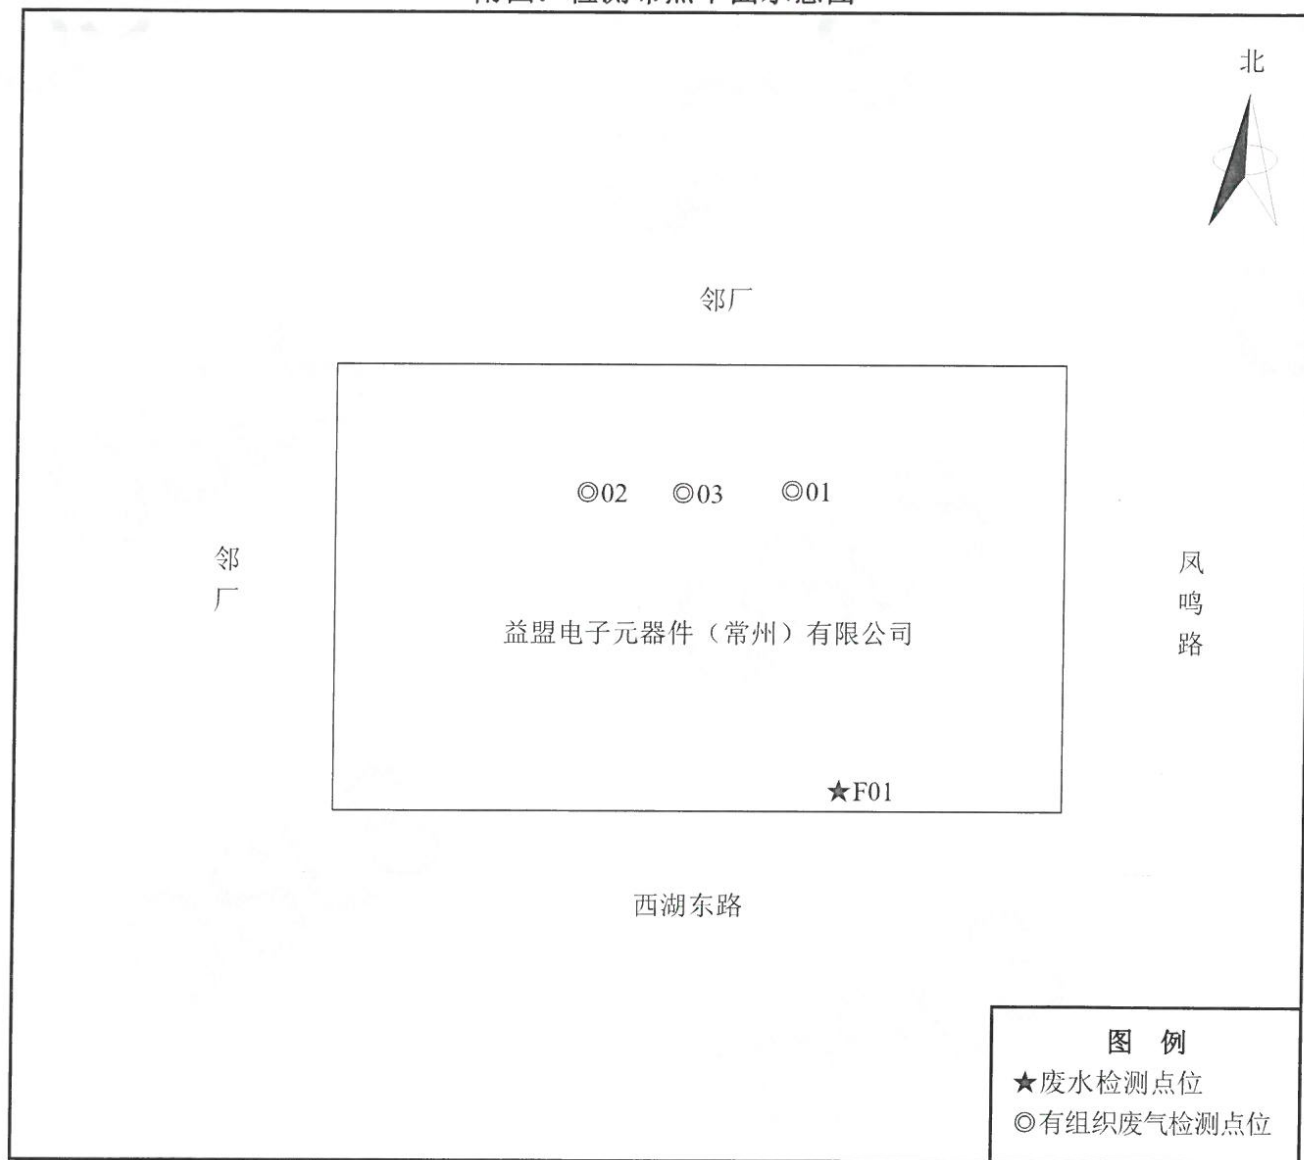 北
邻厂
◎02 ◎03 ◎01
邻厂
凤鸣路
益盟电子元器件（常州）有限公司
★F01
西湖东路
图 例
★废水检测点位
◎有组织废气检测点位